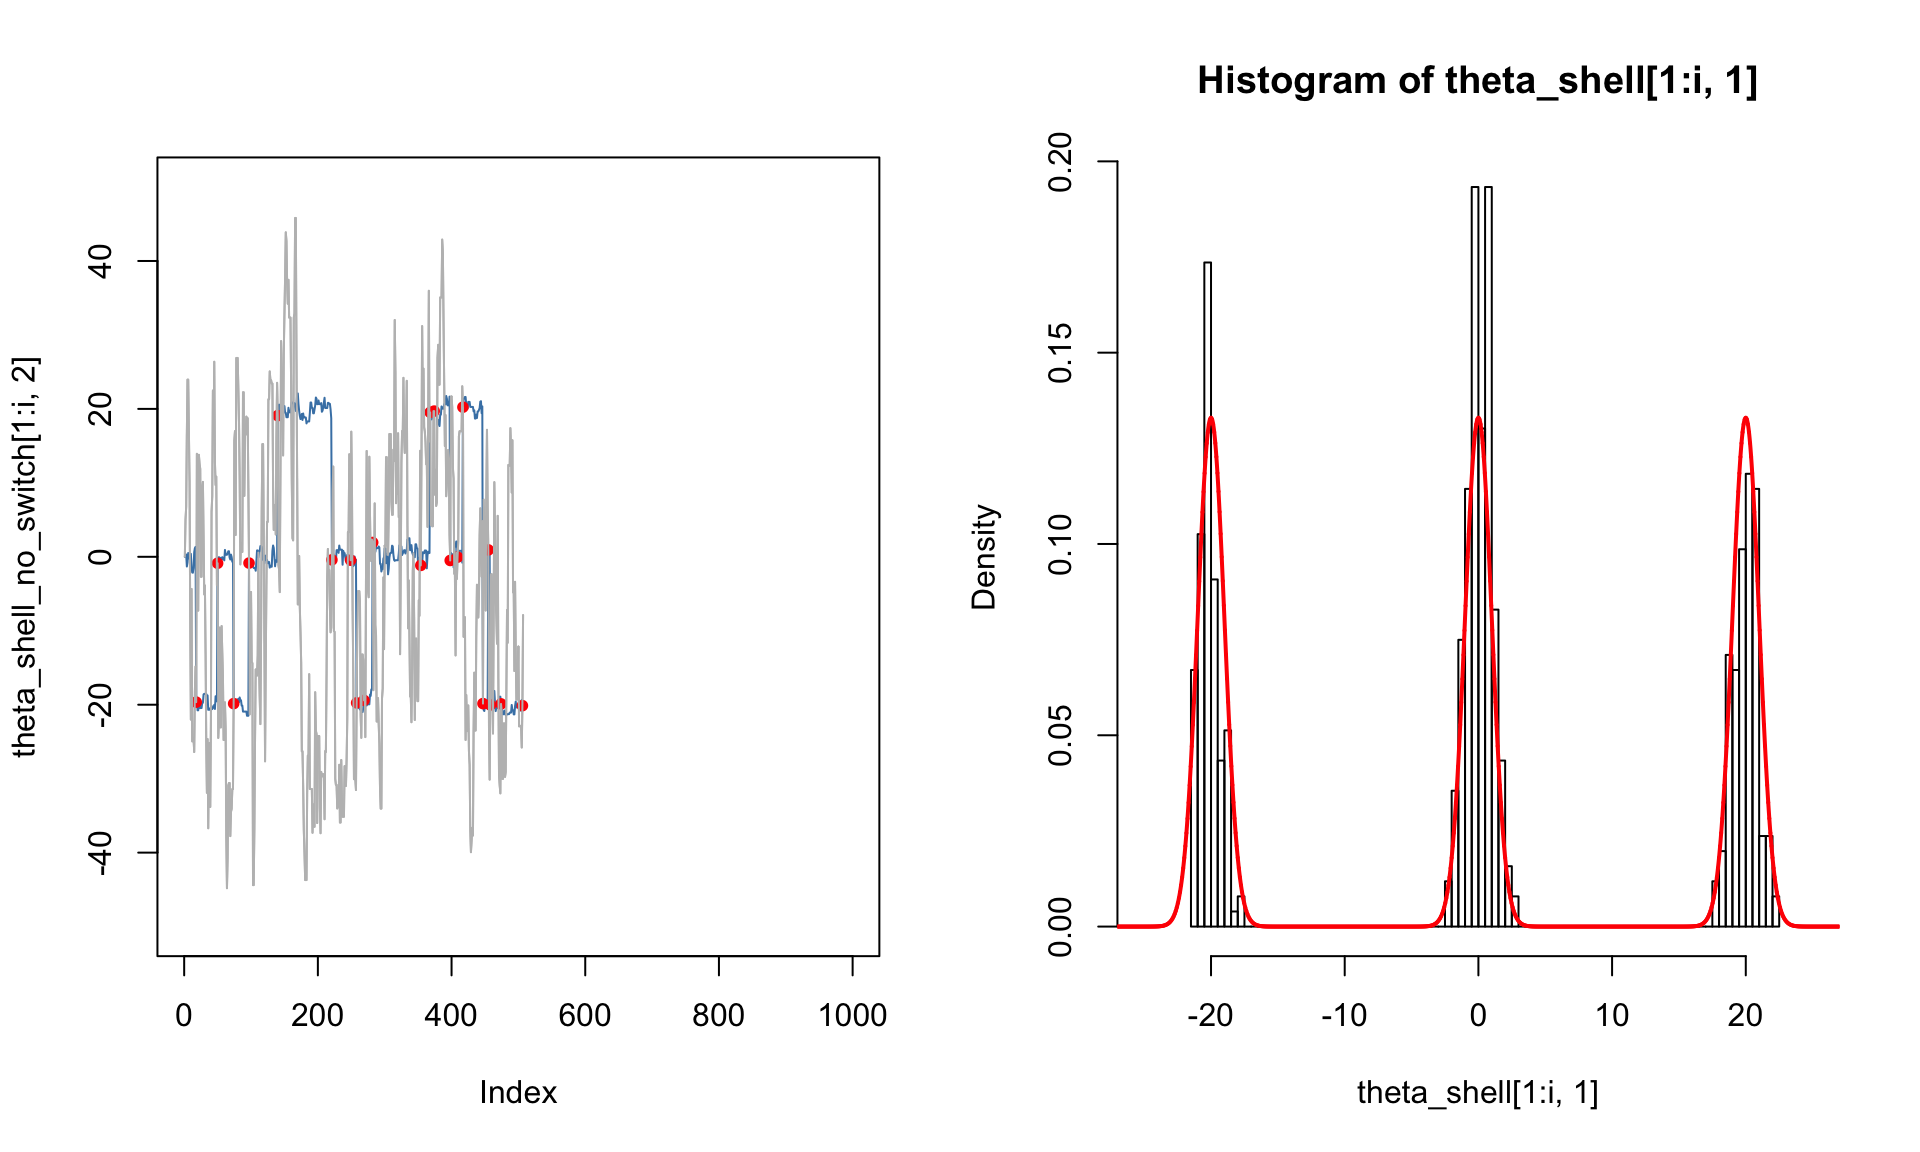 theta_shell_no_switch[1:i, 2]
40
20
0
-20
-40
0 200 400 600 800 1000
Index
Histogram of theta_shell[1:i, 1]
Density
0.20
0.15
0.10
0.05
0.00
-20 -10 0 10 20
theta_shell[1:i, 1]